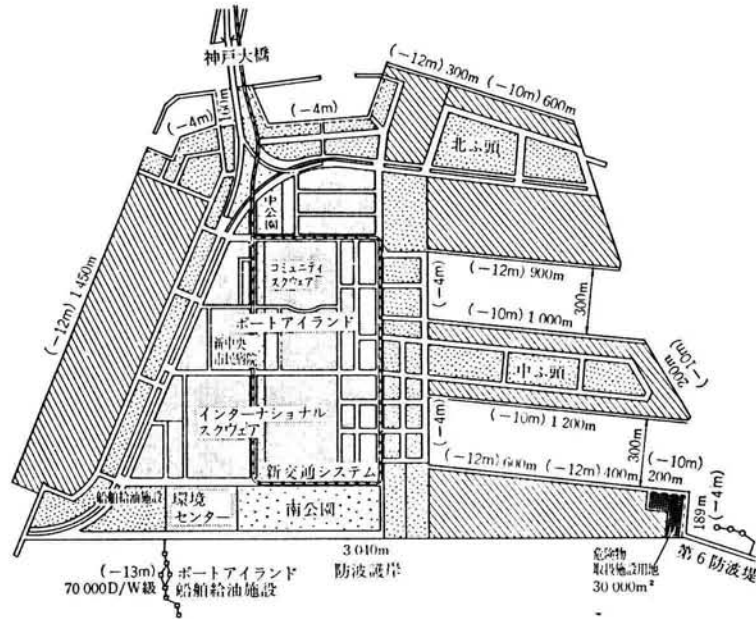 神戸大橋
(-12m) 300m
(-10m) 600m
(-4m)
(-4m)
北ふ頭
中公園
コミュニティ
スクウェア
(-12m) 900m
(-4m)
300m
(-12m) 1 450m
ポートアイランド
(-10m) 1 000m
新中央
市民病院
中ふ頭
200m
(-10m)
インターナショナル
スクウェア
(-10m) 1 200m
(-4m)
300m
新交通システム
(-12m) 600m
(-12m) 400m
(-10m)
200m
船舶給油施設
環境
センター
南公園
189m
(-4m)
3 040m
防波護岸
危険物
取扱施設用地
30 000m²
第6防波堤
(-13m)
70 000D/W級
ポートアイランド
船舶給油施設